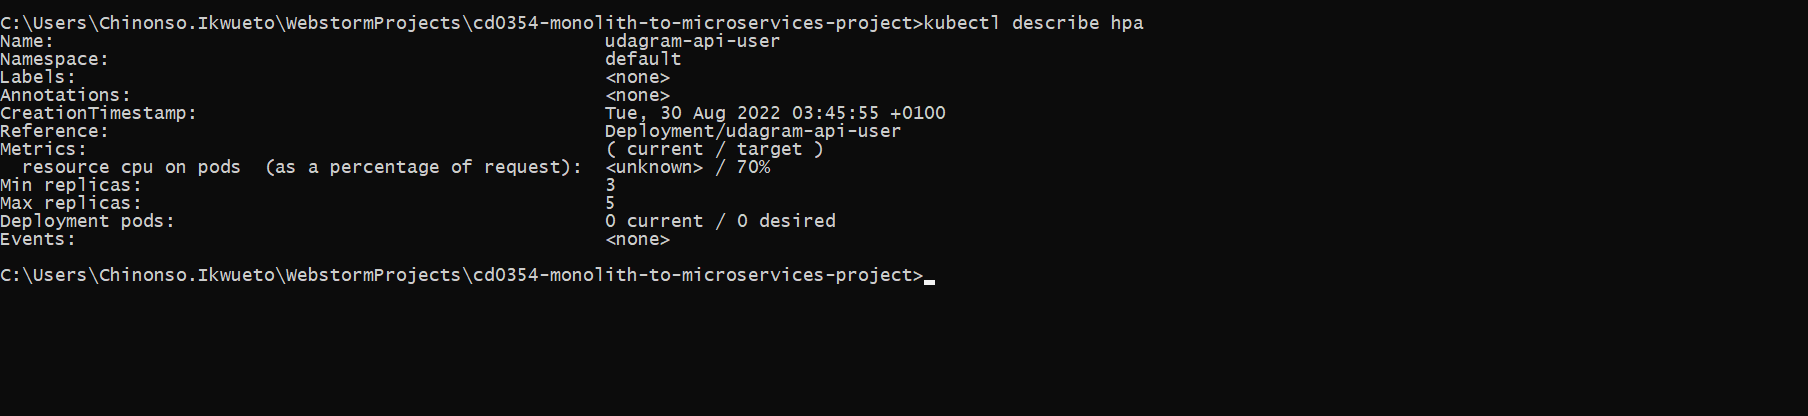 C:\Users\Chinonso.Ikwueto\WebstormProjects\cd0354-monolith-to-microservices-project>kubectl describe hpa
Name:                                                  udagram-api-user
Namespace:                                             default
Labels:                                                <none>
Annotations:                                           <none>
CreationTimestamp:                                     Tue, 30 Aug 2022 03:45:55 +0100
Reference:                                             Deployment/udagram-api-user
Metrics:                                               ( current / target )
  resource cpu on pods  (as a percentage of request):  <unknown> / 70%
Min replicas:                                          3
Max replicas:                                          5
Deployment pods:                                       0 current / 0 desired
Events:                                                <none>
C:\Users\Chinonso.Ikwueto\WebstormProjects\cd0354-monolith-to-microservices-project>